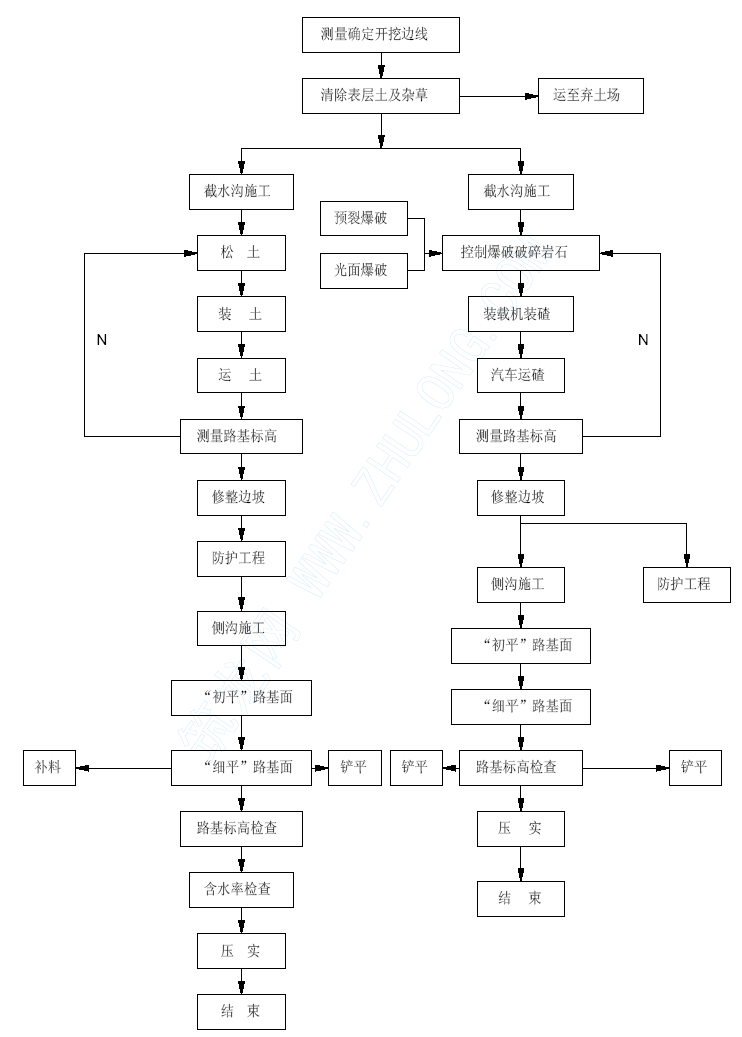 测量确定开挖边线
清除表层土及杂草
运至弃土场
截水沟施工
截水沟施工
预裂爆破
松 土
控制爆破破碎岩石
光面爆破
装 土
装载机装碴
N
N
运 土
汽车运碴
测量路基标高
测量路基标高
修整边坡
修整边坡
防护工程
侧沟施工
防护工程
侧沟施工
“初平”路基面
“初平”路基面
“细平”路基面
补料
“细平”路基面
铲平
铲平
路基标高检查
铲平
路基标高检查
压 实
含水率检查
结 束
压 实
结 束
筑龙网 WWW.ZHULONG.COM